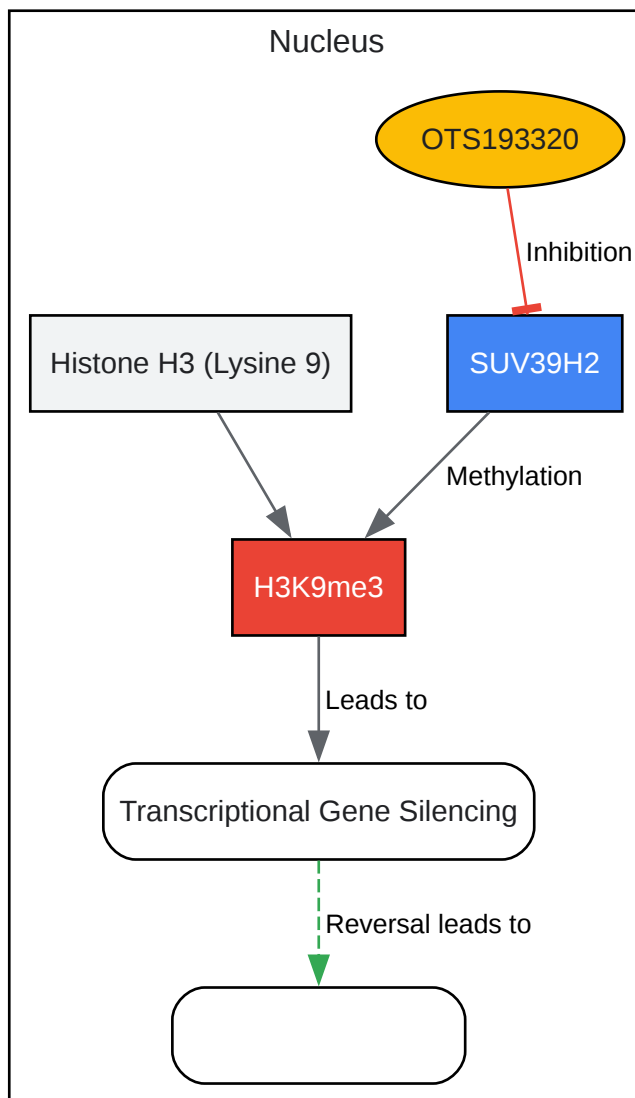 Nucleus
OTS193320
Inhibition
Histone H3 (Lysine 9)
SUV39H2
Methylation
H3K9me3
Leads to
Transcriptional Gene Silencing
Reversal leads to